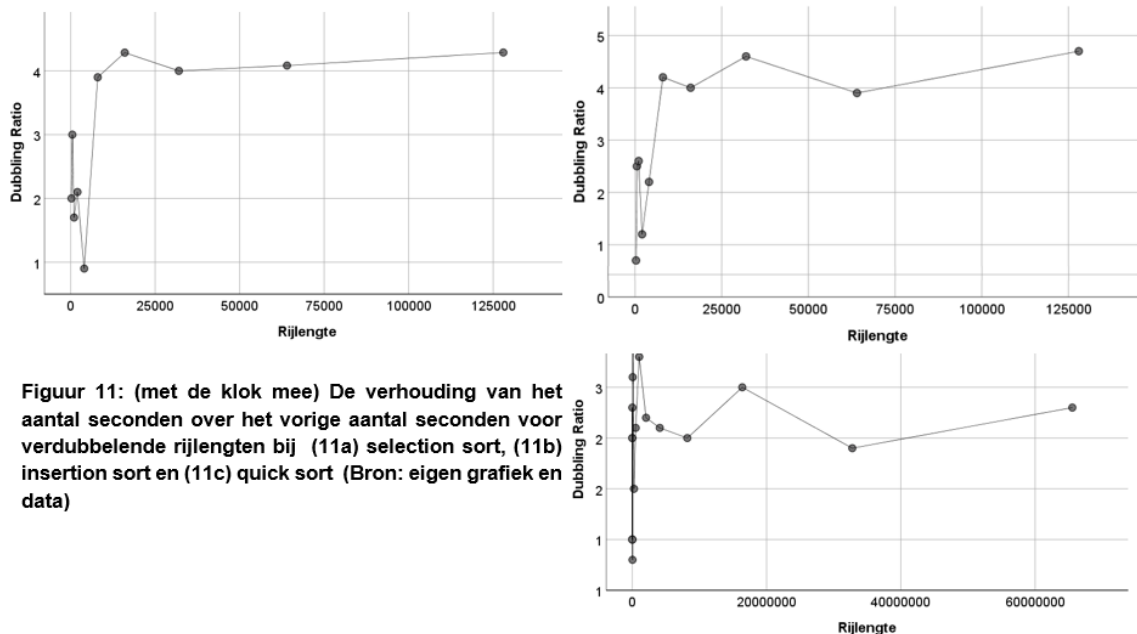 Dubbling Ratio
4
3
2
1
0 25000 50000 75000 100000 125000
Rijlengte
Dubbling Ratio
5
4
3
2
1
0
0 25000 50000 75000 100000 125000
Rijlengte
Figuur 11: (met de klok mee) De verhouding van het
aantal seconden over het vorige aantal seconden voor
verdubbelende rijlengten bij (11a) selection sort, (11b)
insertion sort en (11c) quick sort (Bron: eigen grafiek en
data)
Dubbling Ratio
3
2
2
1
1
0 20000000 40000000 60000000
Rijlengte